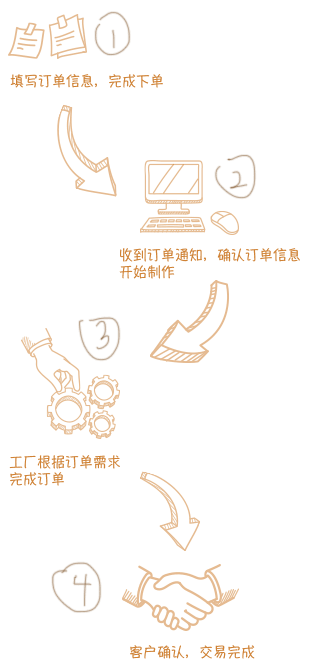 1
填写订单信息，完成下单
2
收到订单通知，确认订单信息
开始制作
3
工厂根据订单需求
完成订单
4
客户确认，交易完成